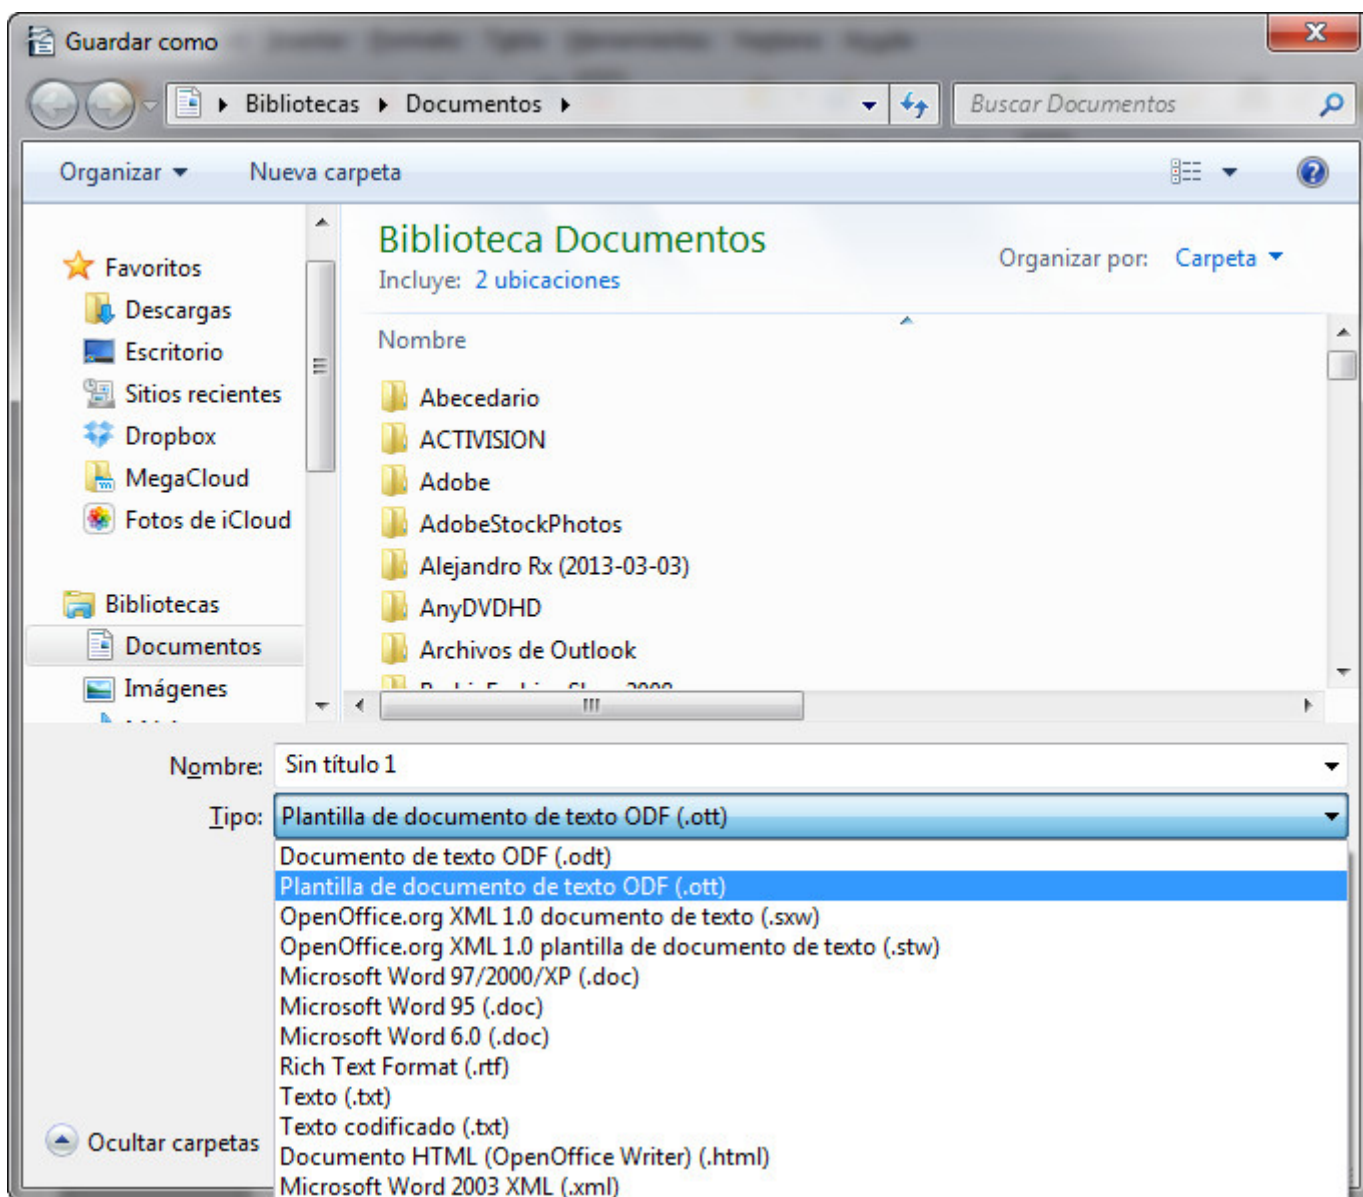 Guardar como
Bibliotecas Documentos
Buscar Documentos
Organizar Nueva carpeta
Favoritos
Descargas
Escritorio
Sitios recientes
Dropbox
MegaCloud
Fotos de iCloud
Bibliotecas
Documentos
Imágenes
Biblioteca Documentos
Incluye: 2 ubicaciones
Organizar por: Carpeta
Nombre
Abecedario
ACTIVISION
Adobe
AdobeStockPhotos
Alejandro Rx (2013-03-03)
AnyDVDHD
Archivos de Outlook
Nombre: Sin título 1
Tipo: Plantilla de documento de texto ODF (.ott)
Documento de texto ODF (.odt)
Plantilla de documento de texto ODF (.ott)
OpenOffice.org XML 1.0 documento de texto (.sxw)
OpenOffice.org XML 1.0 plantilla de documento de texto (.stw)
Microsoft Word 97/2000/XP (.doc)
Microsoft Word 95 (.doc)
Microsoft Word 6.0 (.doc)
Rich Text Format (.rtf)
Texto (.txt)
Texto codificado (.txt)
Documento HTML (OpenOffice Writer) (.html)
Microsoft Word 2003 XML (.xml)
Ocultar carpetas